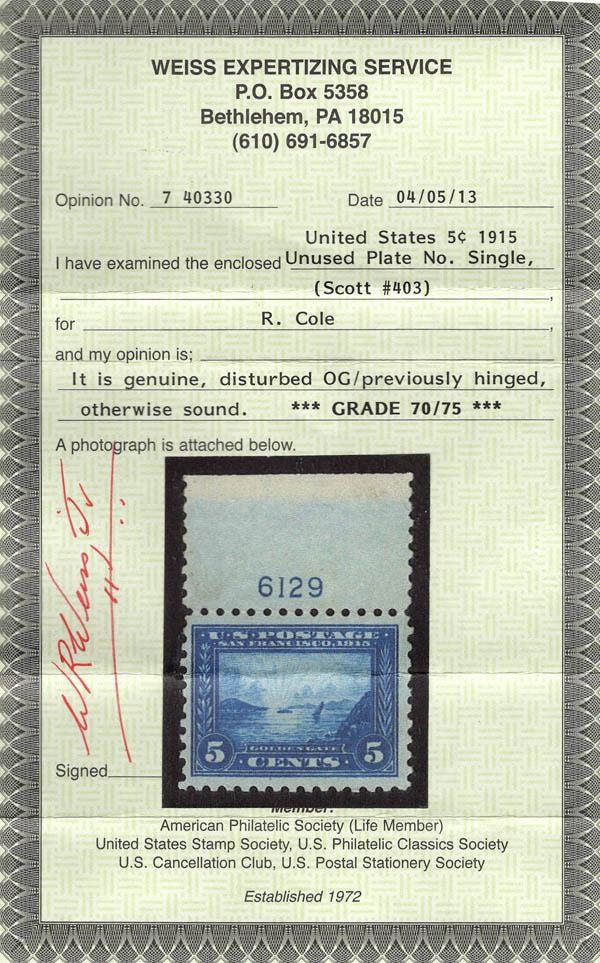 WEISS EXPERTIZING SERVICE
P.O. Box 5358
Bethlehem, PA 18015
(610) 691-6857
Opinion No. 7 40330 Date 04/05/13
United States 5¢ 1915
I have examined the enclosed Unused Plate No. Single,
(Scott #403) ,
for R. Cole ,
and my opinion is;
It is genuine, disturbed OG/previously hinged,
otherwise sound. *** GRADE 70/75 ***
A photograph is attached below.
6129
U·S·POSTAGE
SAN FRANCISCO, 1915
GOLDEN GATE
5 CENTS 5
W R Weiss Jr
Signed
Member:
American Philatelic Society (Life Member)
United States Stamp Society, U.S. Philatelic Classics Society
U.S. Cancellation Club, U.S. Postal Stationery Society
Established 1972